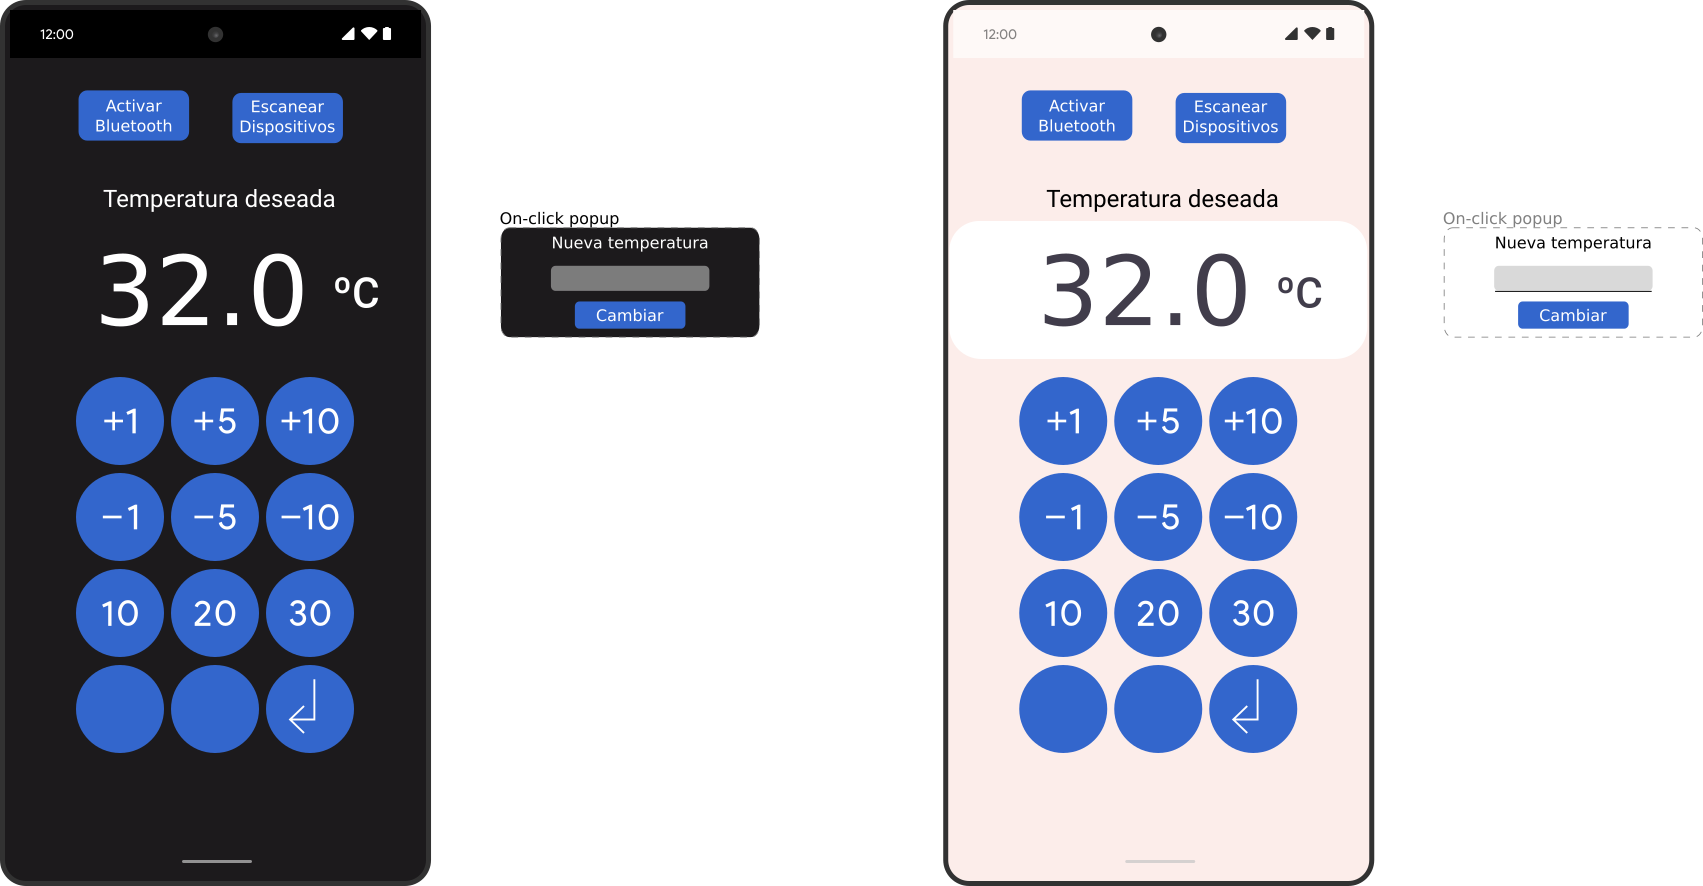 12:00
Activar
Bluetooth
Escanear
Dispositivos
Temperatura deseada
32.0 ºC
+1 +5 +10
−1 −5 −10
10 20 30
On-click popup
Nueva temperatura
Cambiar
12:00
Activar
Bluetooth
Escanear
Dispositivos
Temperatura deseada
32.0 ºC
+1 +5 +10
−1 −5 −10
10 20 30
On-click popup
Nueva temperatura
Cambiar